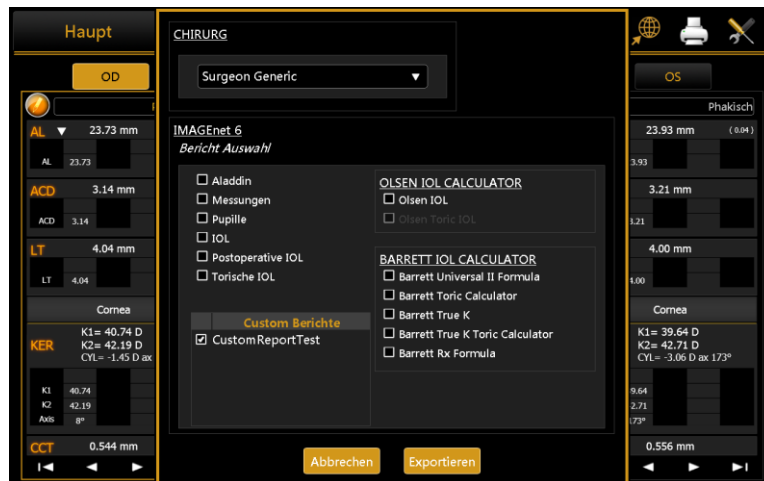 Haupt
OD
AL 23.73 mm
AL 23.73
ACD 3.14 mm
ACD 3.14
LT 4.04 mm
LT 4.04
Cornea
KER
K1= 40.74 D
K2= 42.19 D
CYL= -1.45 D ax
K1 40.74
K2 42.19
Axis 8°
CCT 0.544 mm
CHIRURG
Surgeon Generic
IMAGEnet 6
Bericht Auswahl
Aladdin
Messungen
Pupille
IOL
Postoperative IOL
Torische IOL
Custom Berichte
CustomReportTest
OLSEN IOL CALCULATOR
Olsen IOL
Olsen Toric IOL
BARRETT IOL CALCULATOR
Barrett Universal II Formula
Barrett Toric Calculator
Barrett True K
Barrett True K Toric Calculator
Barrett Rx Formula
Abbrechen Exportieren
OS
Phakisch
23.93 mm (0.04)
3.93
3.21 mm
3.21
4.00 mm
4.00
Cornea
K1= 39.64 D
K2= 42.71 D
CYL= -3.06 D ax 173°
9.64
2.71
173°
0.556 mm